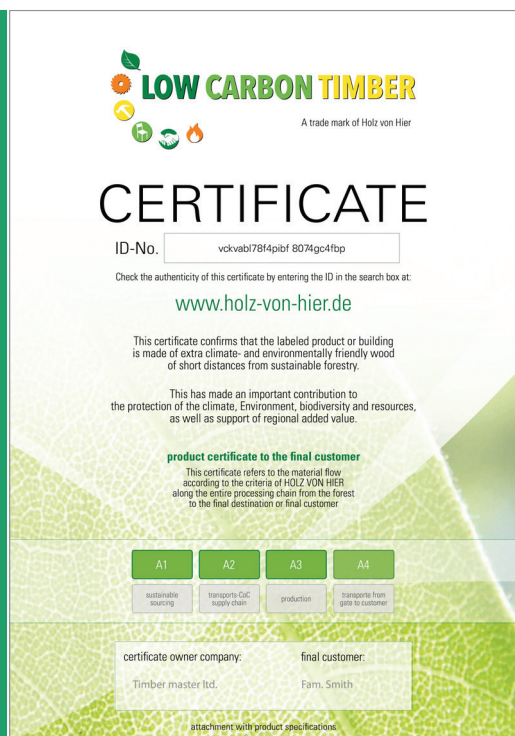 LOW CARBON TIMBER
A trade mark of Holz von Hier
CERTIFICATE
ID-No. vckvabl78f4pibf 8074gc4fbp
Check the authenticity of this certificate by entering the ID in the search box at:
www.holz-von-hier.de
This certificate confirms that the labeled product or building
is made of extra climate- and environmentally friendly wood
of short distances from sustainable forestry.
This has made an important contribution to
the protection of the climate, Environment, biodiversity and resources,
as well as support of regional added value.
product certificate to the final customer
This certificate refers to the material flow
according to the criteria of HOLZ VON HIER
along the entire processing chain from the forest
to the final destination or final customer
A1 A2 A3 A4
sustainable transports-CoC production transporte from
sourcing supply chain gate to customer
certificate owner company: final customer:
Timber master ltd. Fam. Smith
attachment with product specifications